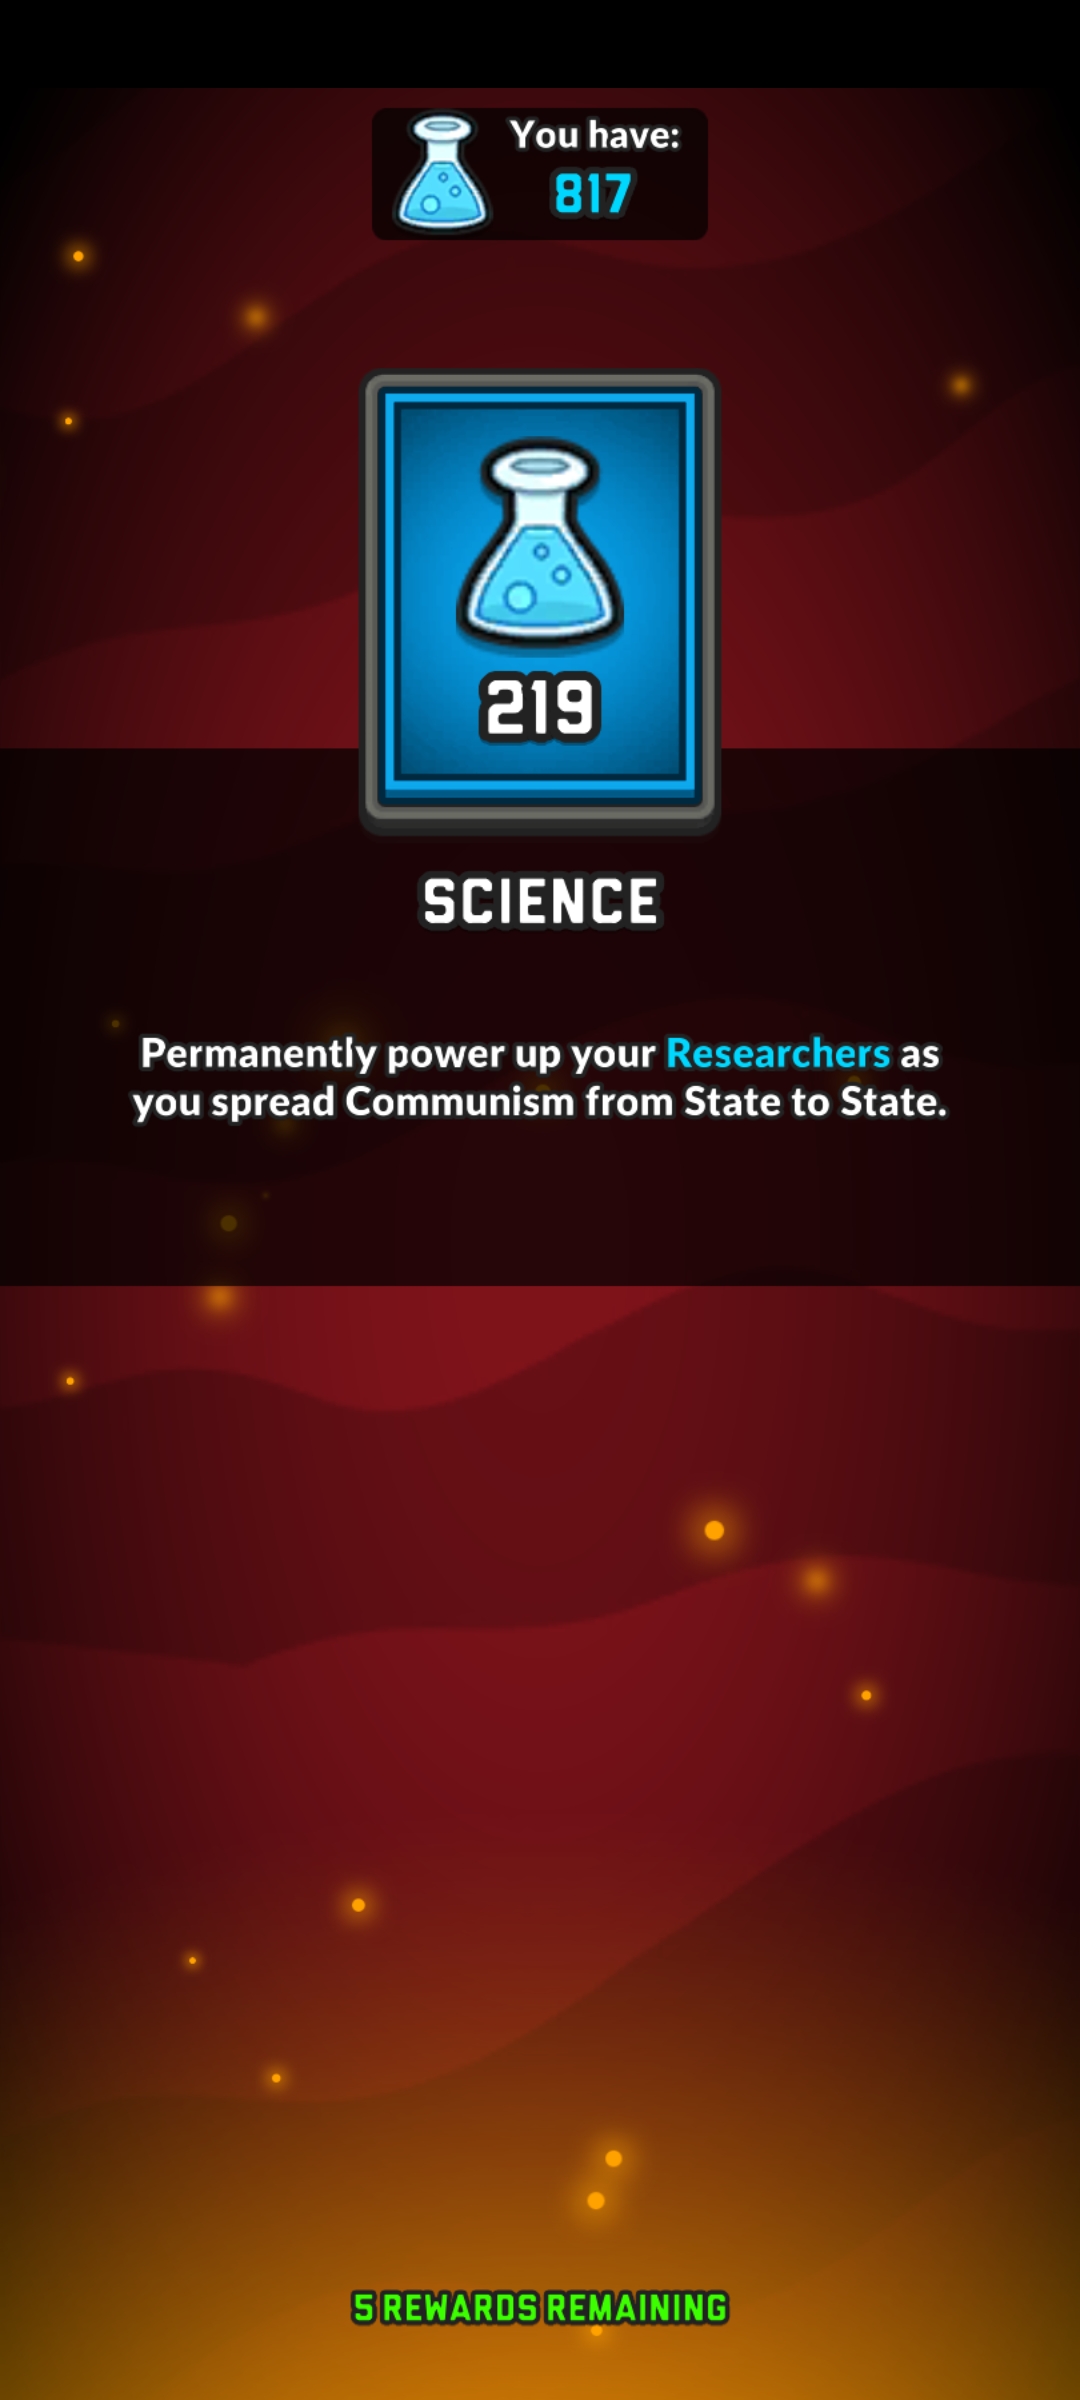 You have:
817
219
SCIENCE
Permanently power up your Researchers as
you spread Communism from State to State.
5 REWARDS REMAINING